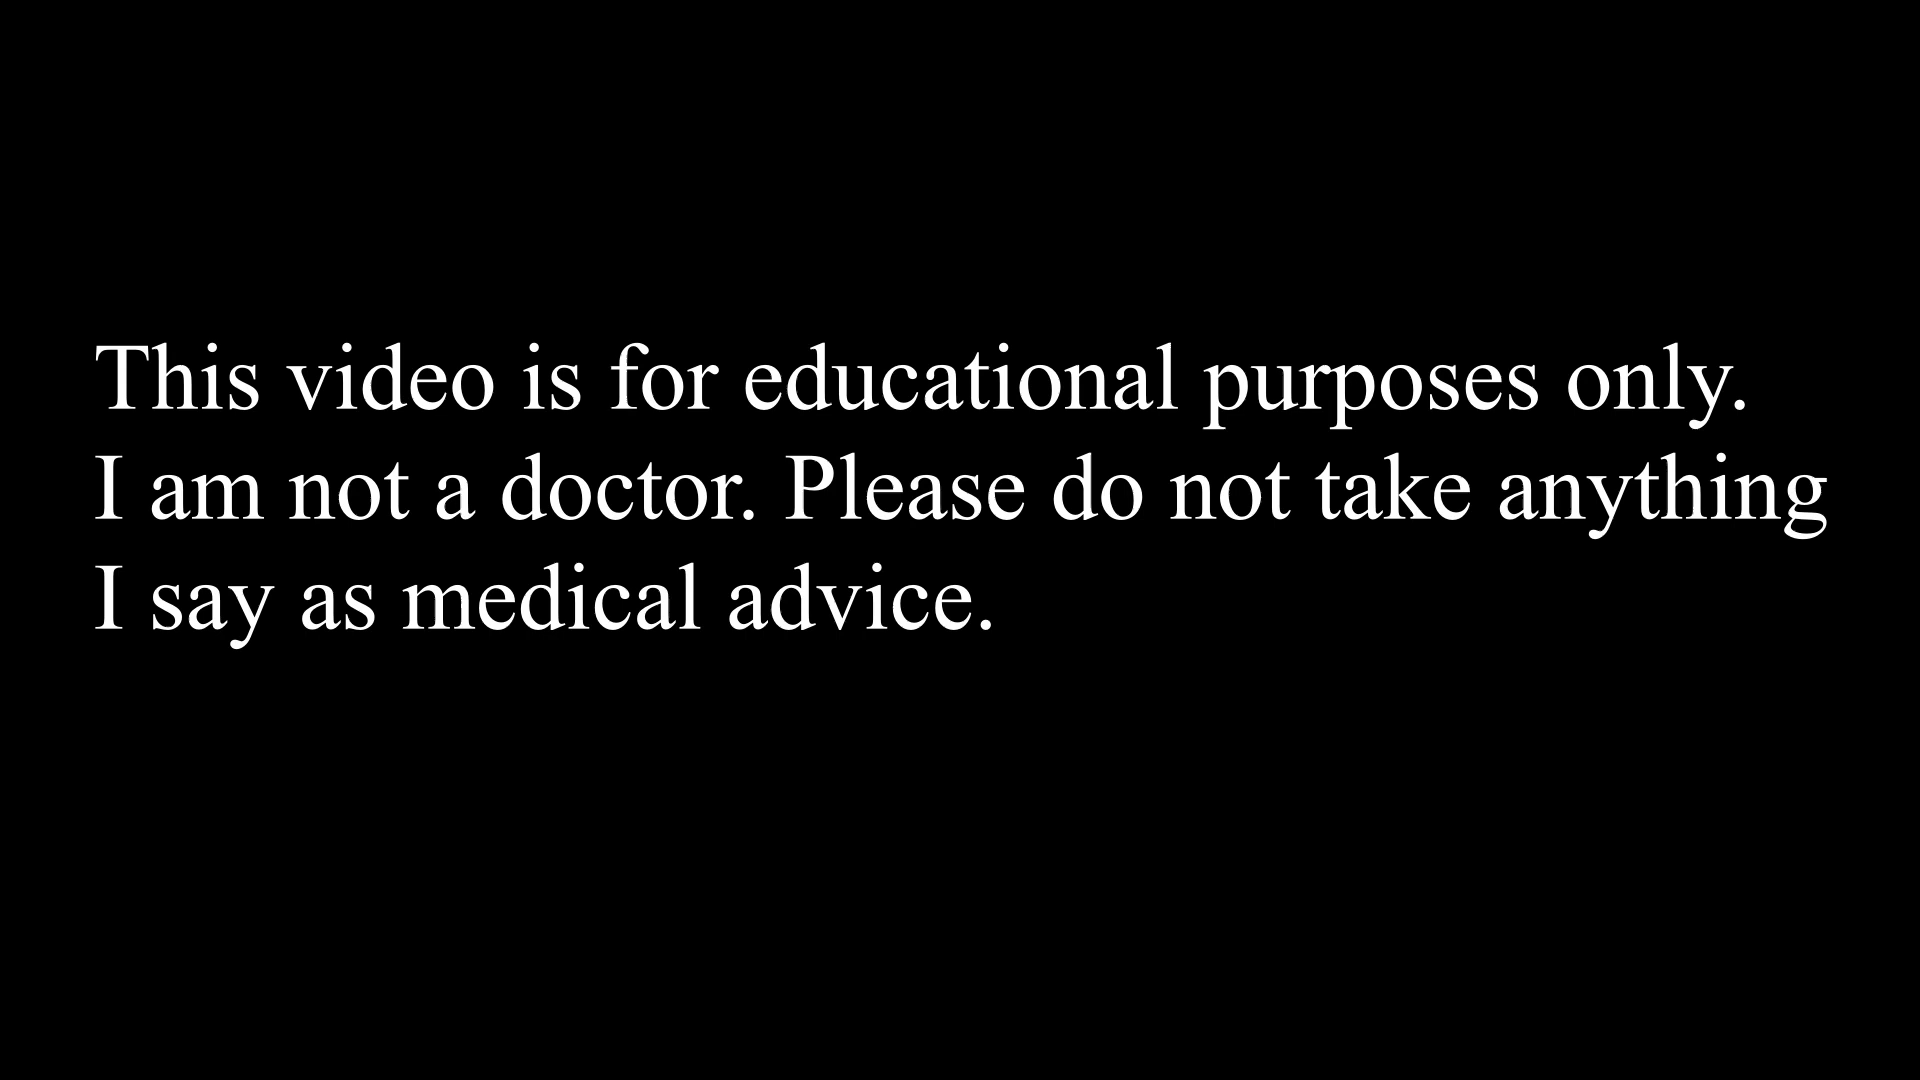 This video is for educational purposes only.
I am not a doctor. Please do not take anything
I say as medical advice.